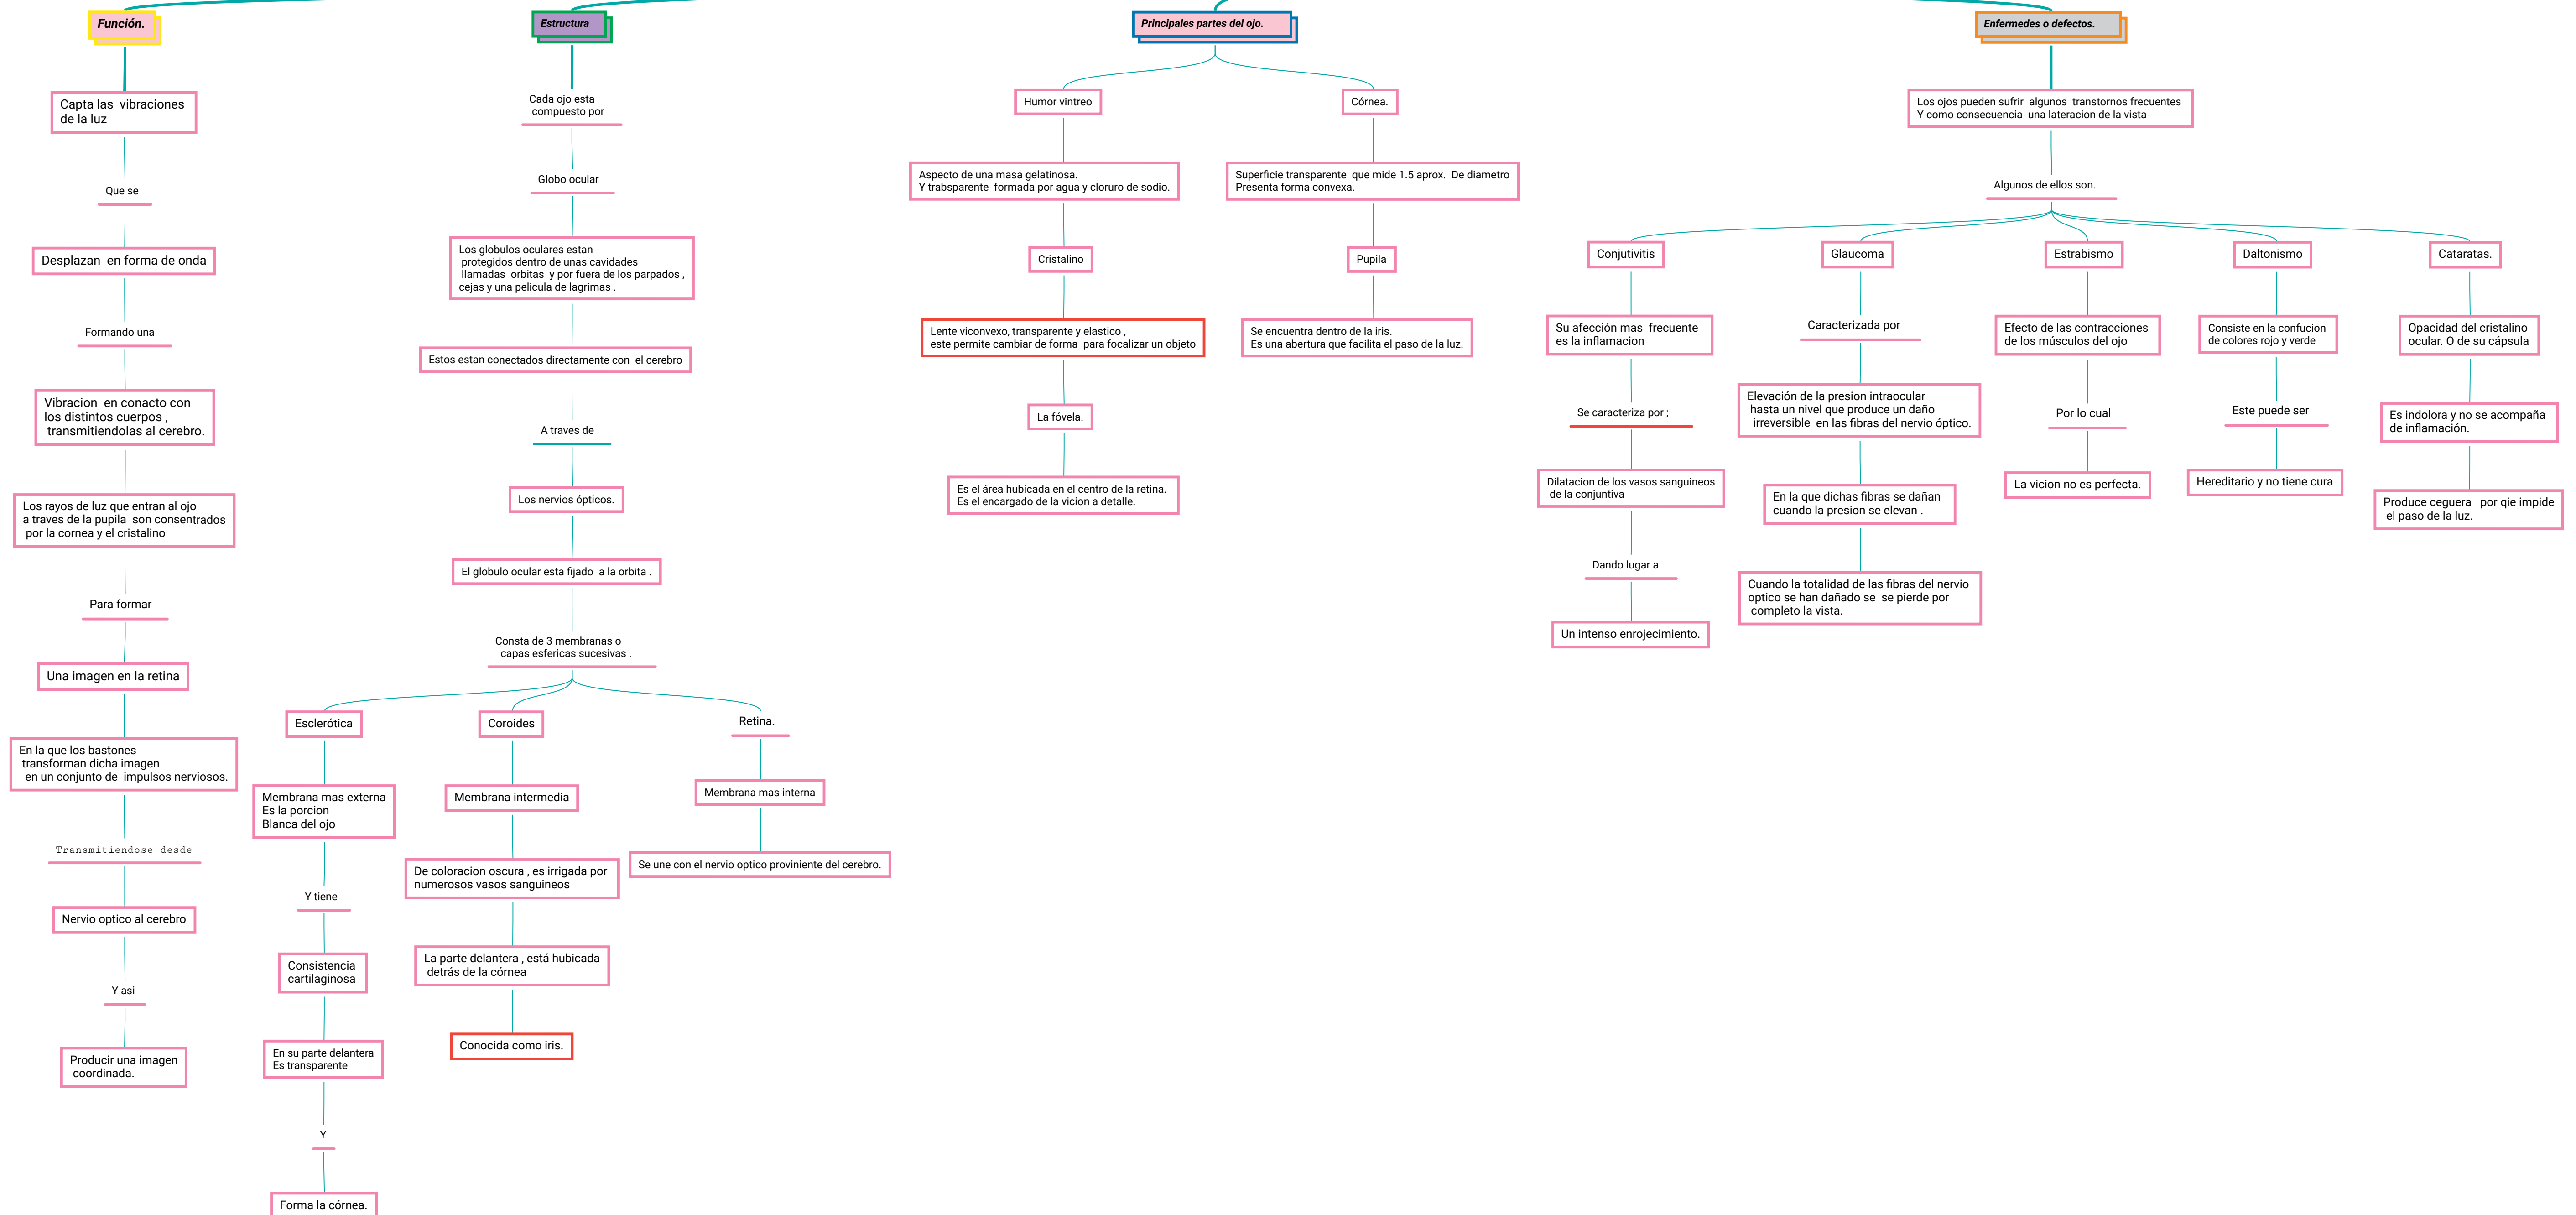 Función.
Capta las  vibraciones
de la luz
Que se
Desplazan  en forma de onda
Formando una
Vibracion  en conacto con
los distintos cuerpos ,
transmitiendolas al cerebro.
Los rayos de luz que entran al ojo
a traves de la pupila  son consentrados
por la cornea y el cristalino
Para formar
Una imagen en la retina
En la que los bastones
transforman dicha imagen
en un conjunto de  impulsos nerviosos.
Transmitiendose desde
Nervio optico al cerebro
Y asi
Producir una imagen
coordinada.
Estructura
Cada ojo esta
compuesto por
Globo ocular
Los globulos oculares estan
protegidos dentro de unas cavidades
llamadas  orbitas  y por fuera de los parpados ,
cejas y una pelicula de lagrimas .
Estos estan conectados directamente con  el cerebro
A traves de
Los nervios ópticos.
El globulo ocular esta fijado  a la orbita .
Consta de 3 membranas o
capas esfericas sucesivas .
Esclerótica
Membrana mas externa
Es la porcion
Blanca del ojo
Y tiene
Consistencia
cartilaginosa
En su parte delantera
Es transparente
Y
Forma la córnea.
Coroides
Membrana intermedia
De coloracion oscura , es irrigada por
numerosos vasos sanguineos
La parte delantera , está hubicada
detrás de la córnea
Conocida como iris.
Retina.
Membrana mas interna
Se une con el nervio optico proviniente del cerebro.
Principales partes del ojo.
Humor vintreo
Aspecto de una masa gelatinosa.
Y trabsparente  formada por agua y cloruro de sodio.
Cristalino
Lente viconvexo, transparente y elastico ,
este permite cambiar de forma  para focalizar un objeto
La fóvela.
Es el área hubicada en el centro de la retina.
Es el encargado de la vicion a detalle.
Córnea.
Superficie transparente  que mide 1.5 aprox.  De diametro
Presenta forma convexa.
Pupila
Se encuentra dentro de la iris.
Es una abertura que facilita el paso de la luz.
Enfermedes o defectos.
Los ojos pueden sufrir  algunos  transtornos frecuentes
Y como consecuencia  una lateracion de la vista
Algunos de ellos son.
Conjutivitis
Su afección mas  frecuente
es la inflamacion
Se caracteriza por ;
Dilatacion de los vasos sanguineos
de la conjuntiva
Dando lugar a
Un intenso enrojecimiento.
Glaucoma
Caracterizada por
Elevación de la presion intraocular
hasta un nivel que produce un daño
irreversible  en las fibras del nervio óptico.
En la que dichas fibras se dañan
cuando la presion se elevan .
Cuando la totalidad de las fibras del nervio
optico se han dañado se  se pierde por
completo la vista.
Estrabismo
Efecto de las contracciones
de los músculos del ojo
Por lo cual
La vicion no es perfecta.
Daltonismo
Consiste en la confucion
de colores rojo y verde
Este puede ser
Hereditario y no tiene cura
Cataratas.
Opacidad del cristalino
ocular. O de su cápsula
Es indolora y no se acompaña
de inflamación.
Produce ceguera   por qie impide
el paso de la luz.